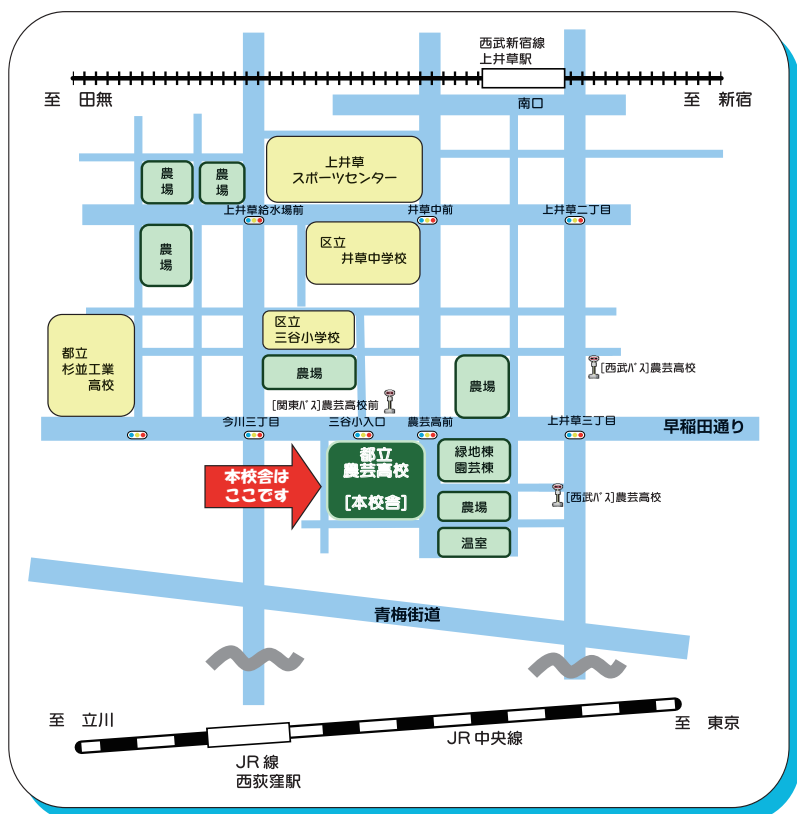 西武新宿線
上井草駅
至 田無
南口
至 新宿
農
場
農
場
上井草
スポーツセンター
上井草給水場前
井草中前
上井草二丁目
農
場
区立
井草中学校
都立
杉並工業
高校
区立
三谷小学校
農場
農場
[西武バス]農芸高校
[関東バス]農芸高校前
今川三丁目
三谷小入口
農芸高前
上井草三丁目
早稲田通り
本校舎は
ここです
都立
農芸高校
[本校舎]
緑地棟
園芸棟
農場
[西武バス]農芸高校
温室
青梅街道
至 立川
至 東京
JR中央線
JR線
西荻窪駅